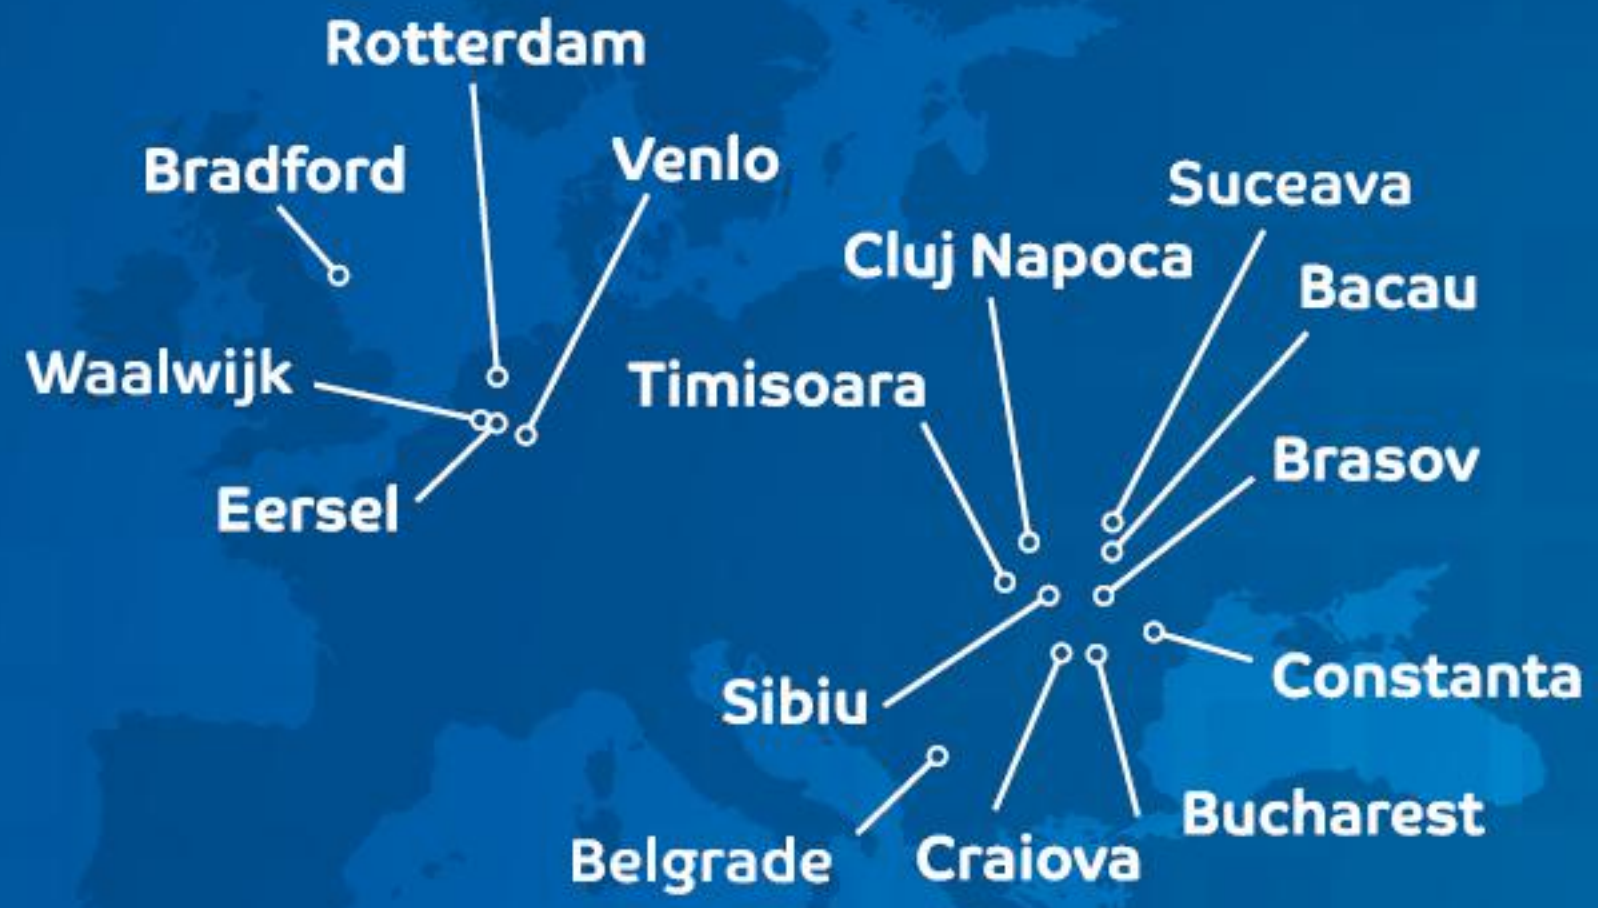 Rotterdam
Bradford
Venlo
Suceava
Cluj Napoca
Bacau
Waalwijk
Timisoara
Brasov
Eersel
Constanta
Sibiu
Bucharest
Belgrade
Craiova